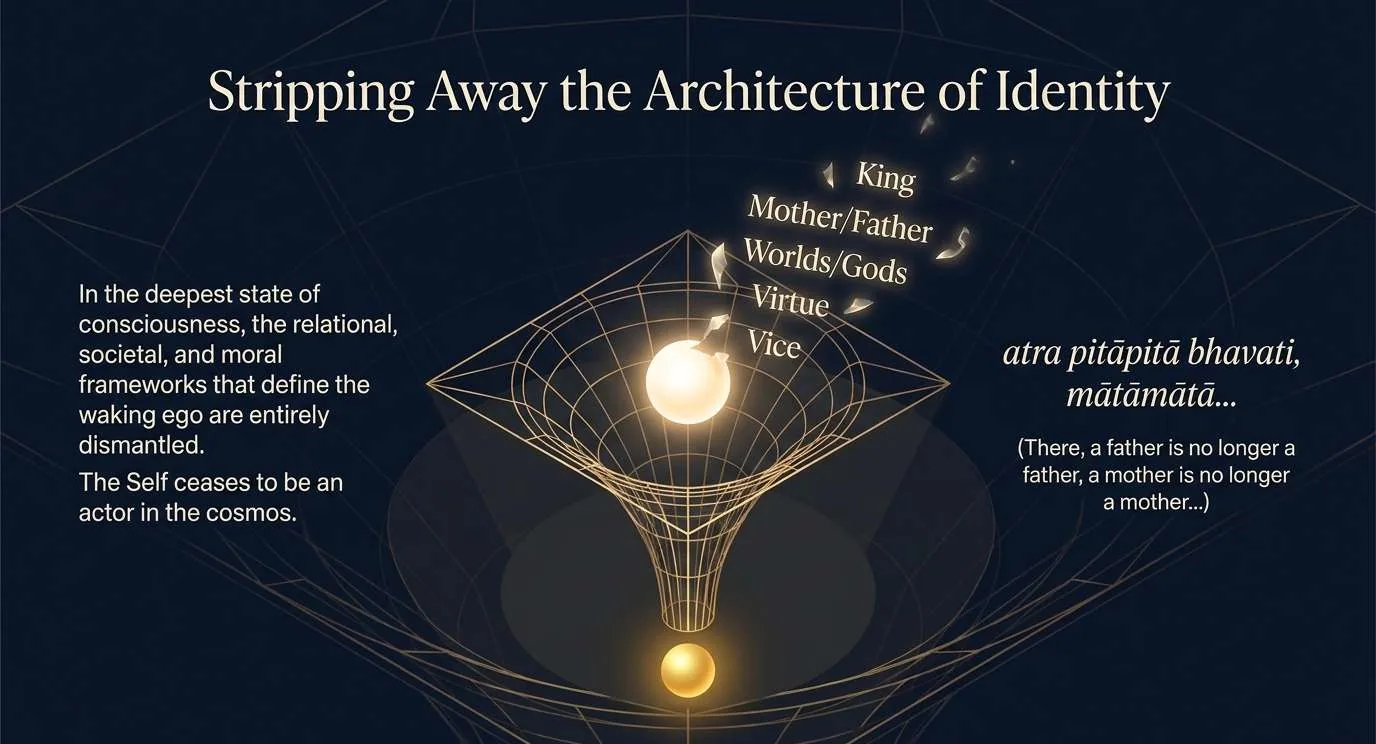 Stripping Away the Architecture of Identity
King
Mother/Father
Worlds/Gods
Virtue
Vice
In the deepest state of
consciousness, the relational,
societal, and moral
frameworks that define the
waking ego are entirely
dismantled.
The Self ceases to be an
actor in the cosmos.
atra pitāpitā bhavati,
mātāmātā...
(There, a father is no longer a
father, a mother is no longer
a mother...)